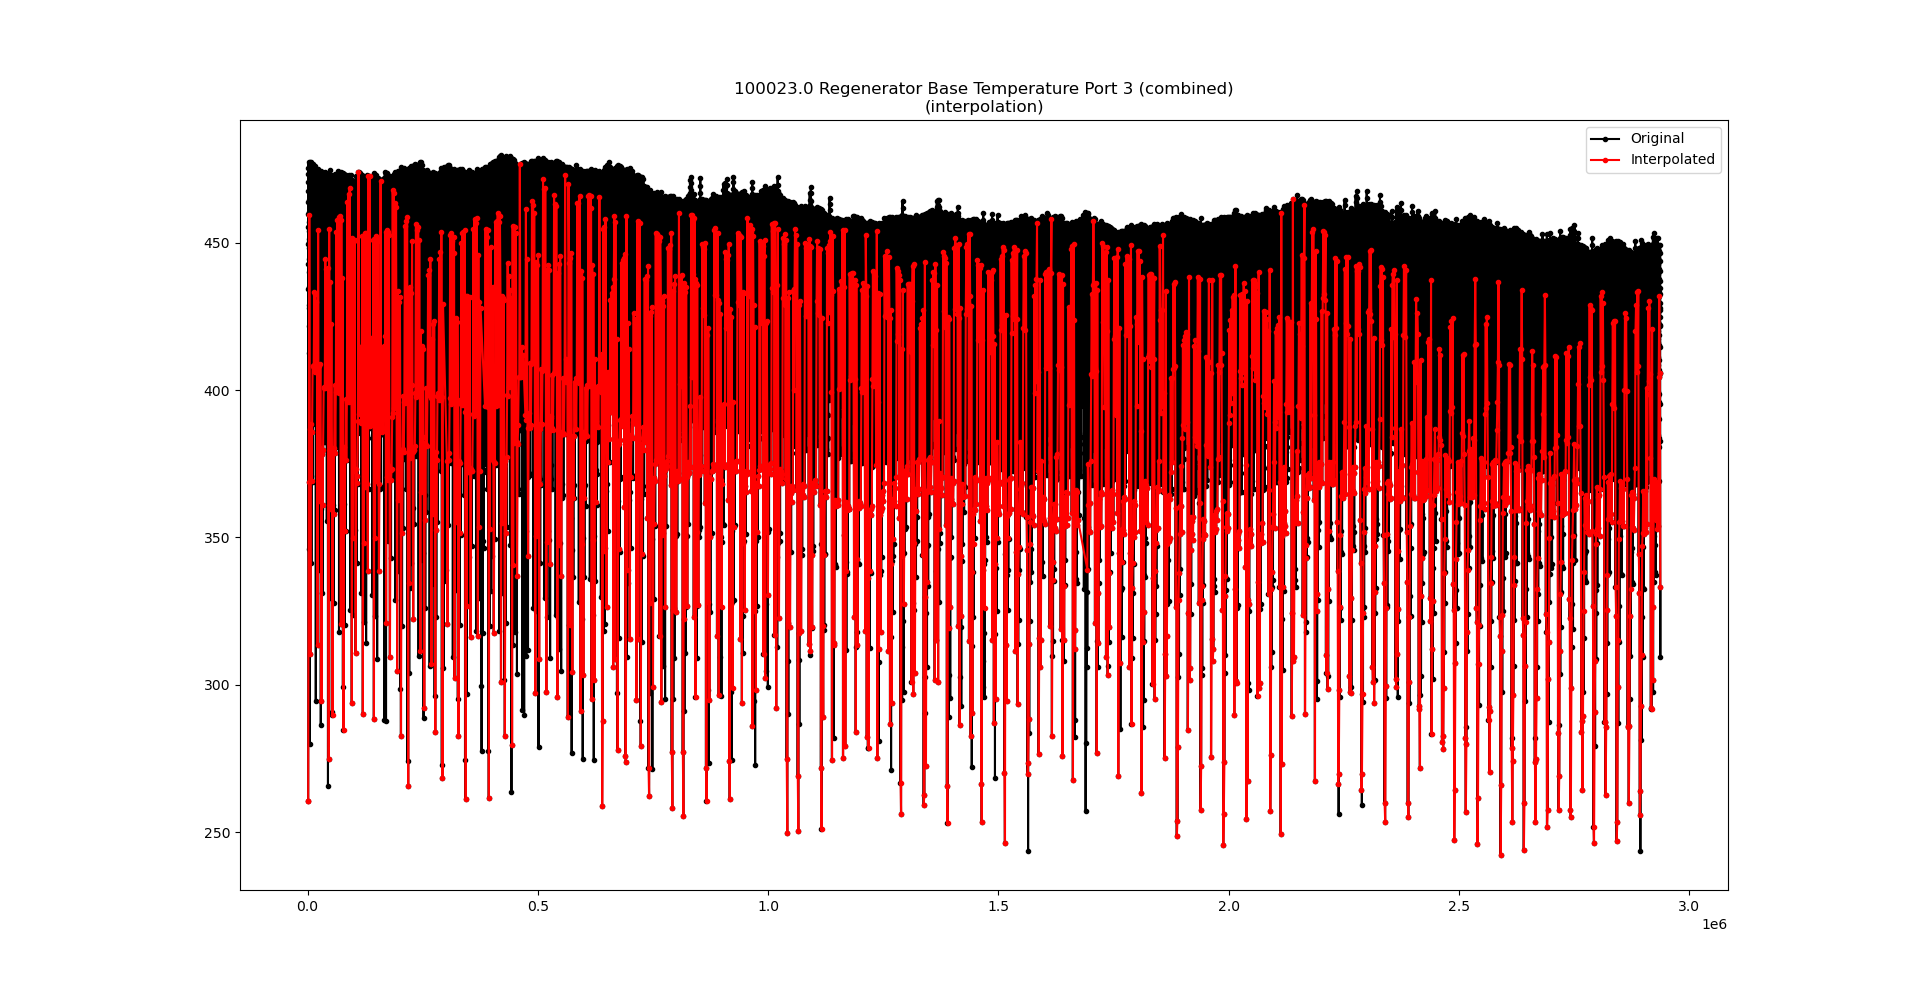 100023.0 Regenerator Base Temperature Port 3 (combined)
(interpolation)
Original
Interpolated
450
400
350
300
250
0.0 0.5 1.0 1.5 2.0 2.5 3.0
1e6